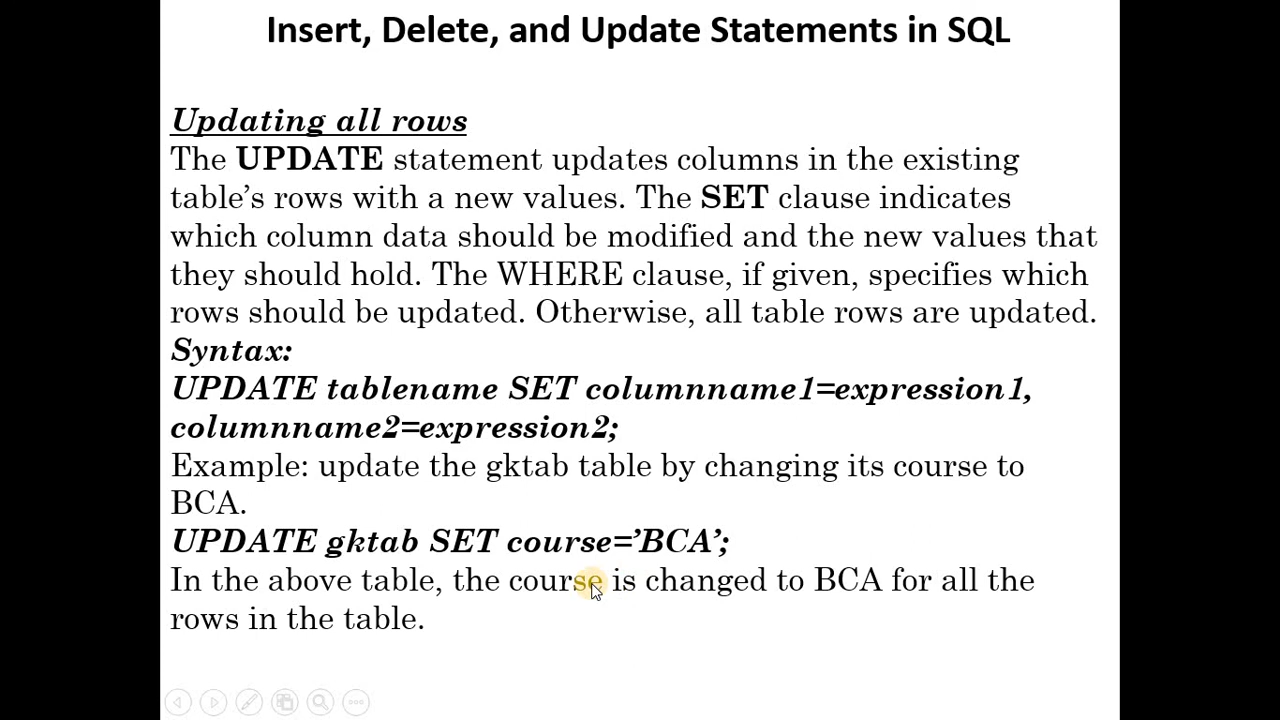 Insert, Delete, and Update Statements in SQL
Updating all rows
The UPDATE statement updates columns in the existing
table’s rows with a new values. The SET clause indicates
which column data should be modified and the new values that
they should hold. The WHERE clause, if given, specifies which
rows should be updated. Otherwise, all table rows are updated.
Syntax:
UPDATE tablename SET columnname1=expression1,
columnname2=expression2;
Example: update the gktab table by changing its course to
BCA.
UPDATE gktab SET course=’BCA’;
In the above table, the course is changed to BCA for all the
rows in the table.